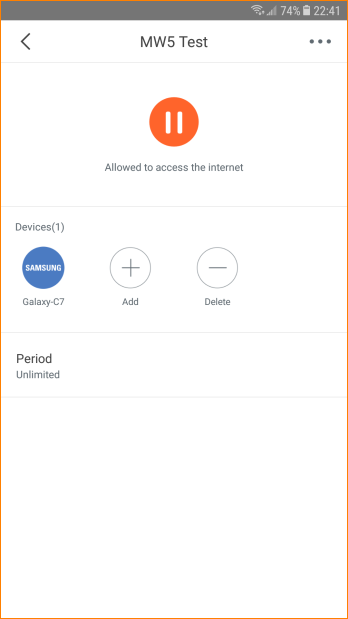 74% 22:41
MW5 Test
Allowed to access the internet
Devices(1)
SAMSUNG
Galaxy-C7 Add Delete
Period
Unlimited